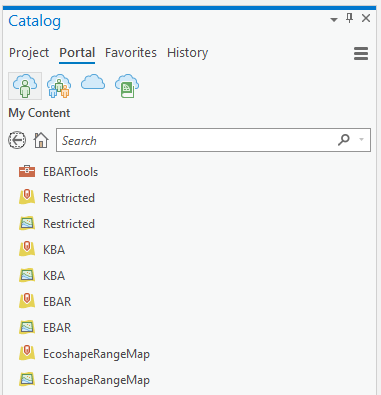 Catalog
Project Portal Favorites History
My Content
Search
EBARTools
Restricted
Restricted
KBA
KBA
EBAR
EBAR
EcoshapeRangeMap
EcoshapeRangeMap